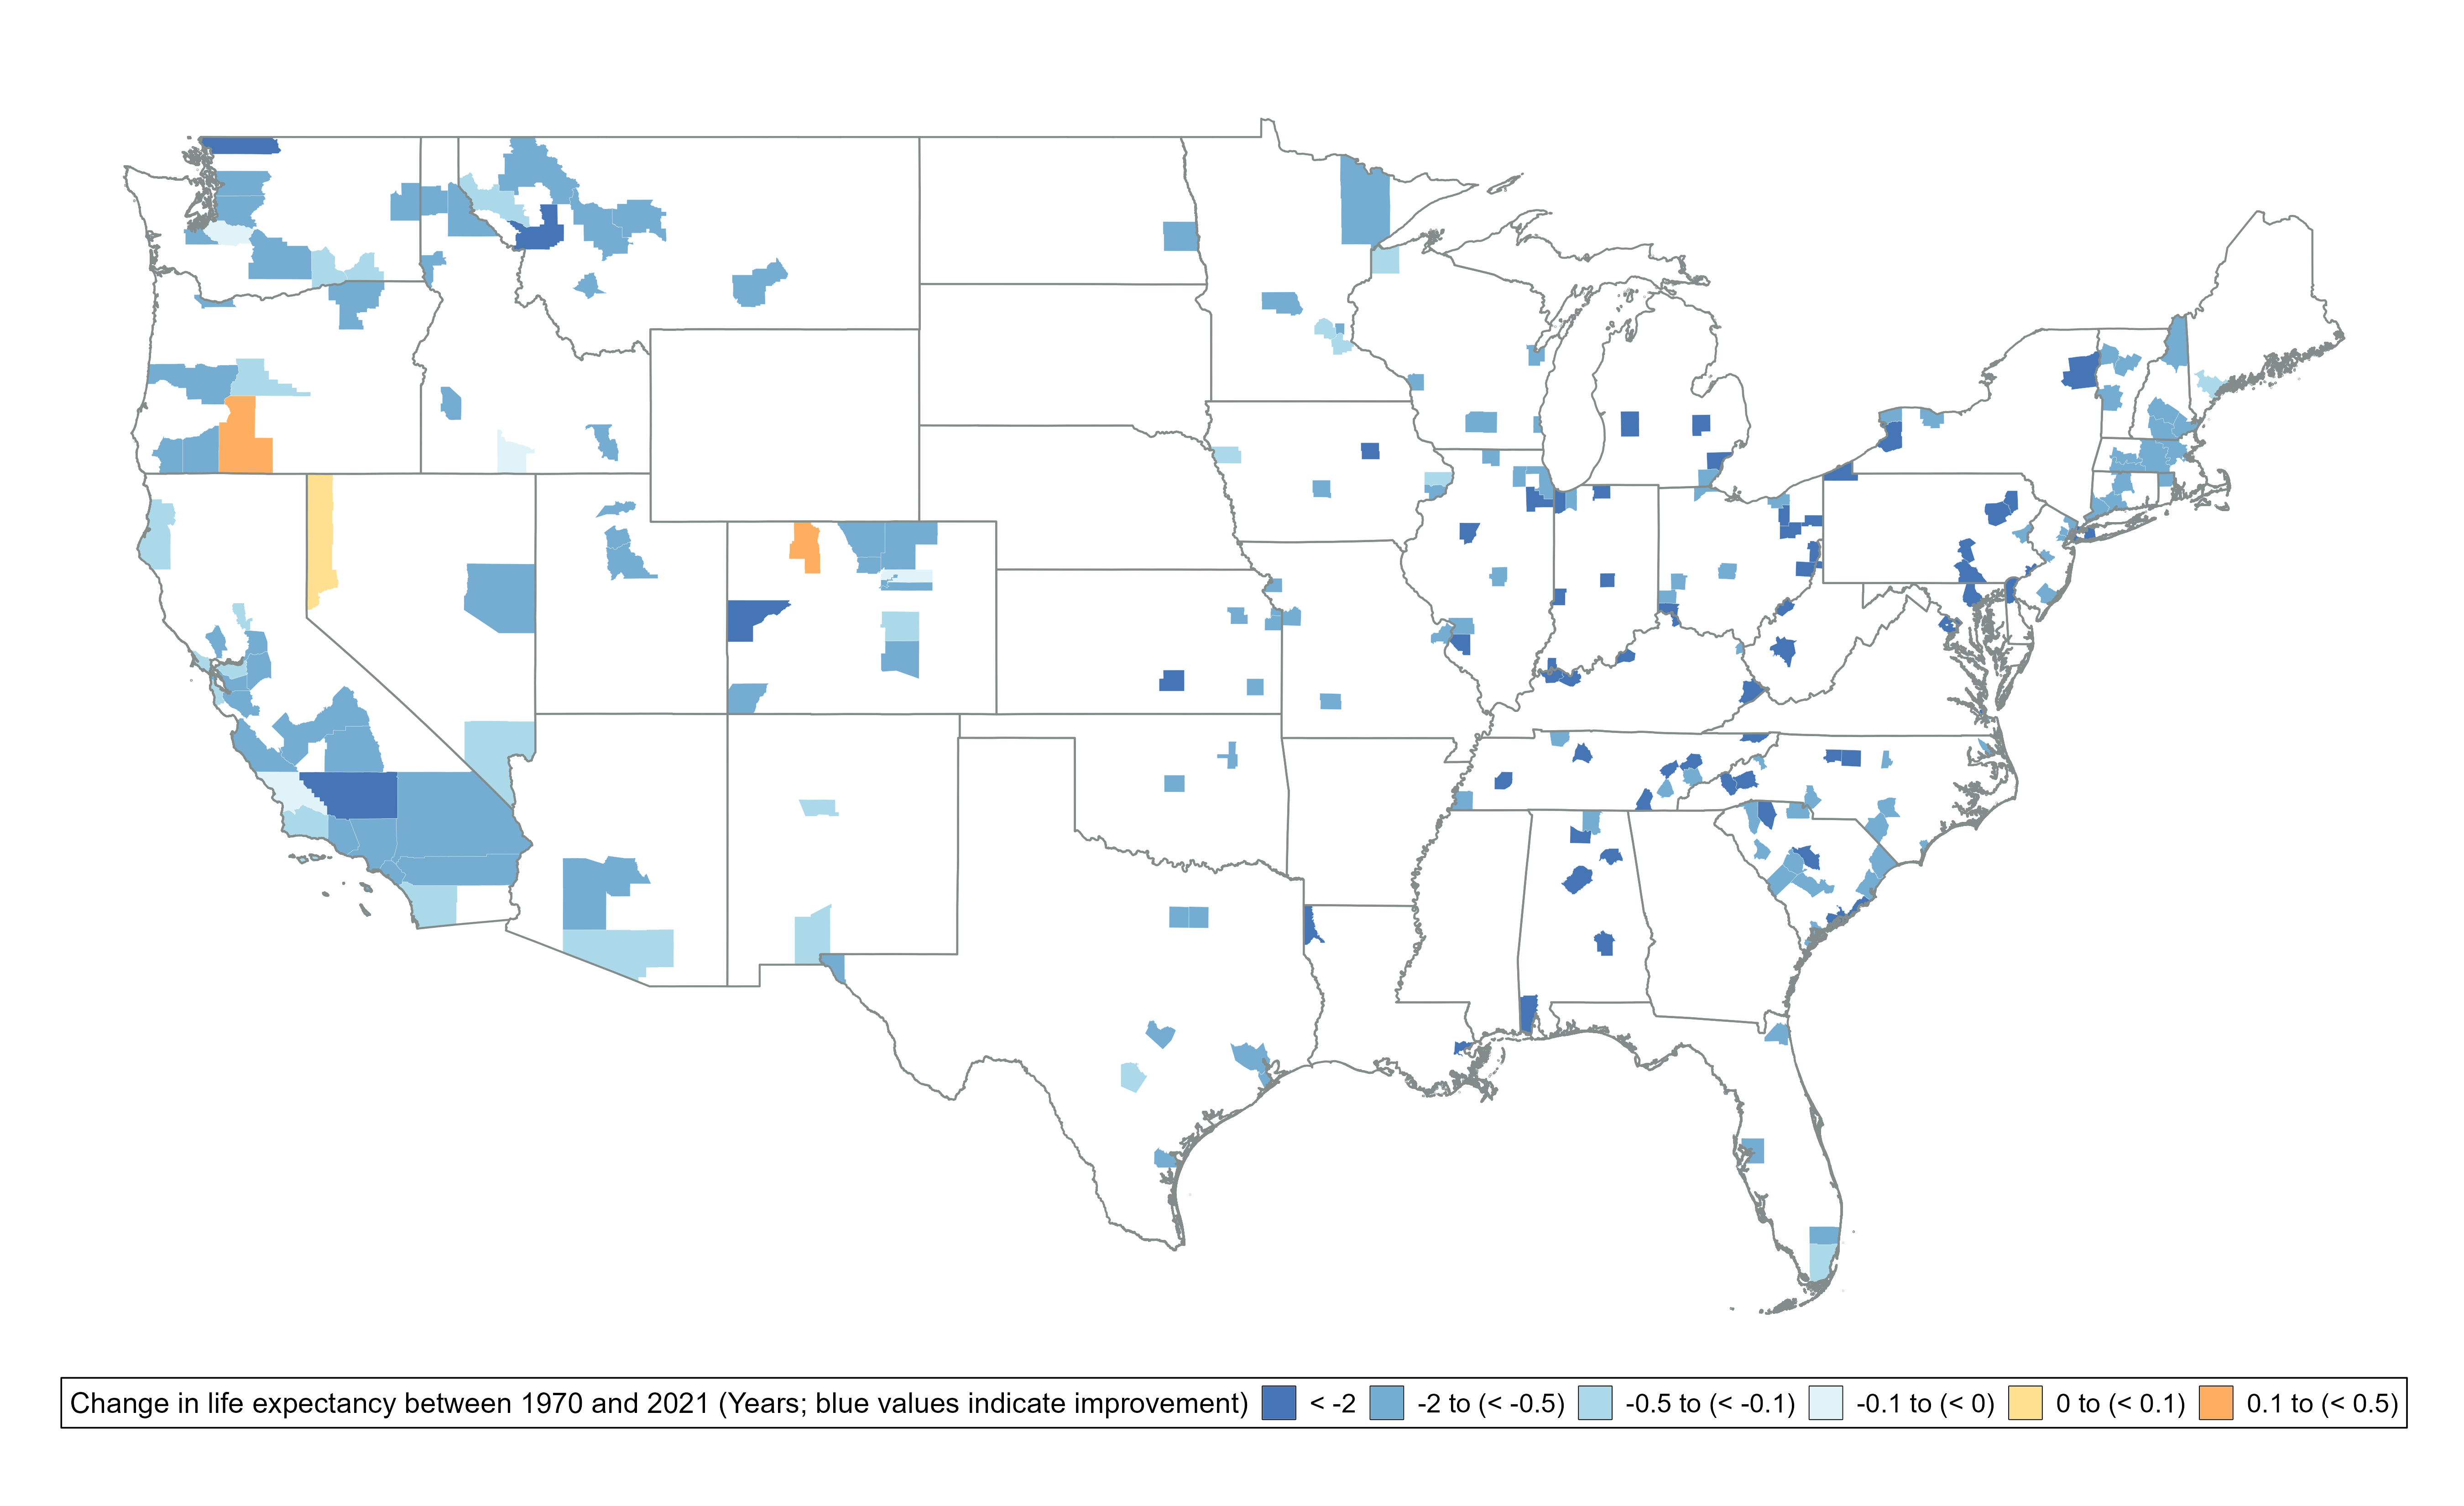 Change in life expectancy between 1970 and 2021 (Years; blue values indicate improvement) < -2 -2 to (< -0.5) -0.5 to (< -0.1) -0.1 to (< 0) 0 to (< 0.1) 0.1 to (< 0.5)